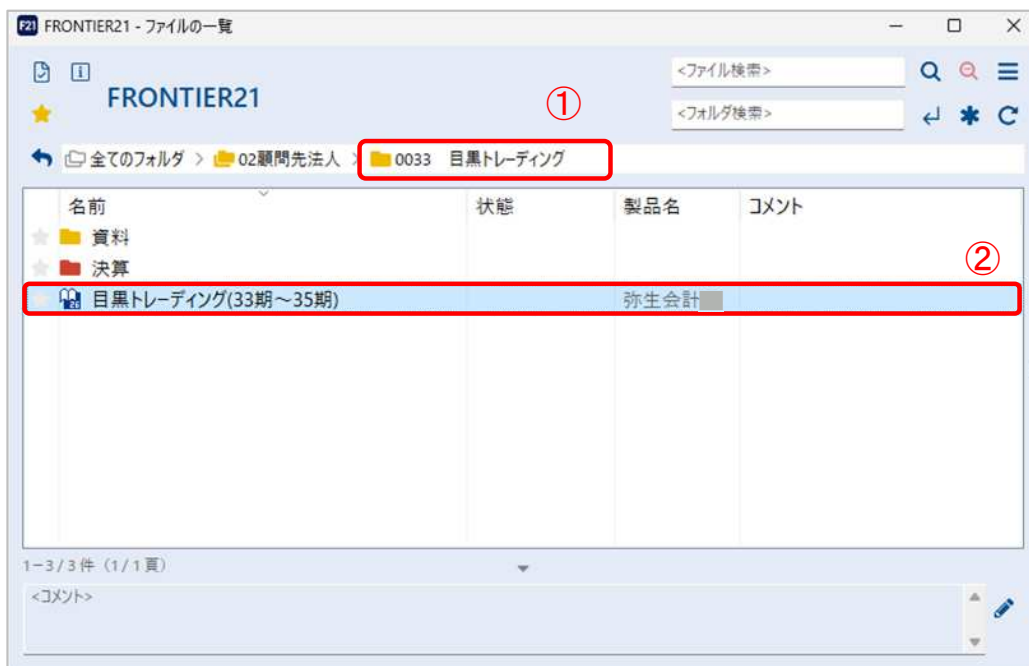 F21 FRONTIER21 - ファイルの一覧
<ファイル検索>
FRONTIER21
①
<フォルダ検索>
全てのフォルダ > 02顧問先法人 > 0033 目黒トレーディング
名前 状態 製品名 コメント
資料
決算
②
目黒トレーディング(33期～35期) 弥生会計
1-3/3件 (1/1頁)
<コメント>